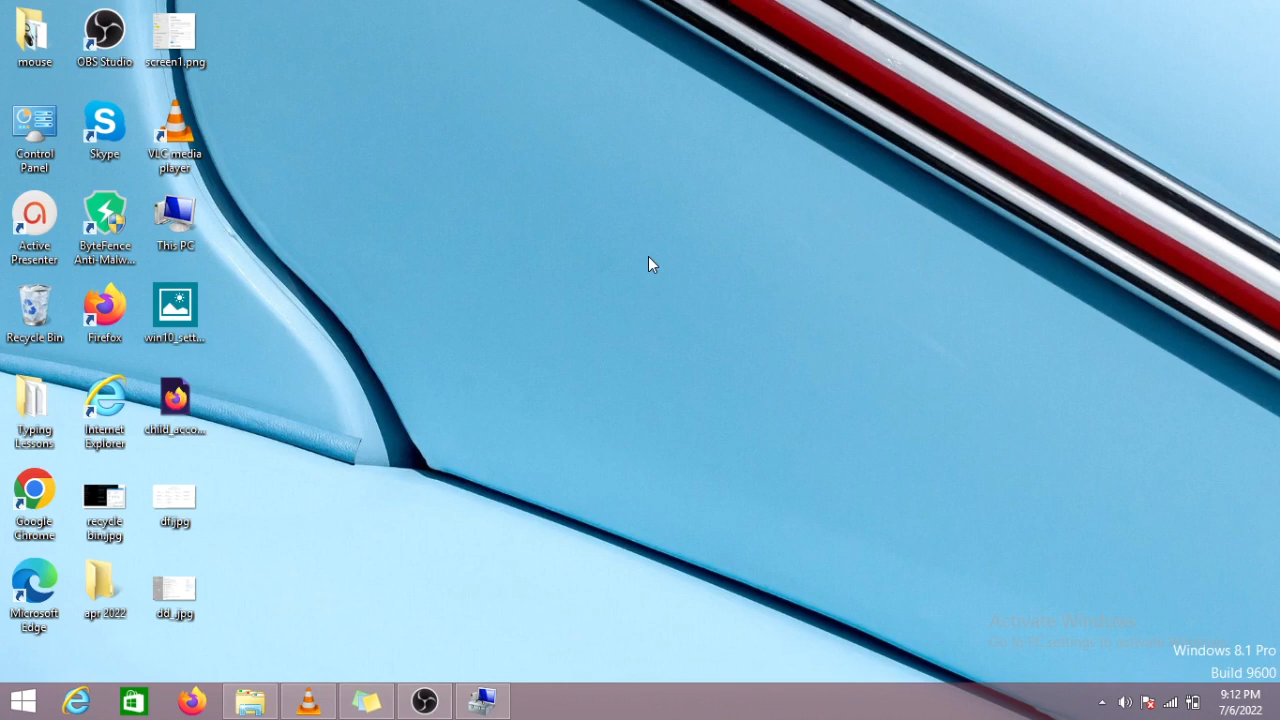 mouse
OBS Studio
screen1.png
Control
Panel
Skype
VLC media
player
Active
Presenter
ByteFence
Anti-Malw...
This PC
Recycle Bin
Firefox
win10_sett...
Typing
Lessons
Internet
Explorer
child_acco...
Google
Chrome
recycle
bin.jpg
dfi.jpg
Microsoft
Edge
apr 2022
dd_.jpg
Activate Windows
Go to PC settings to activate Windows.
Windows 8.1 Pro
Build 9600
9:12 PM
7/6/2022